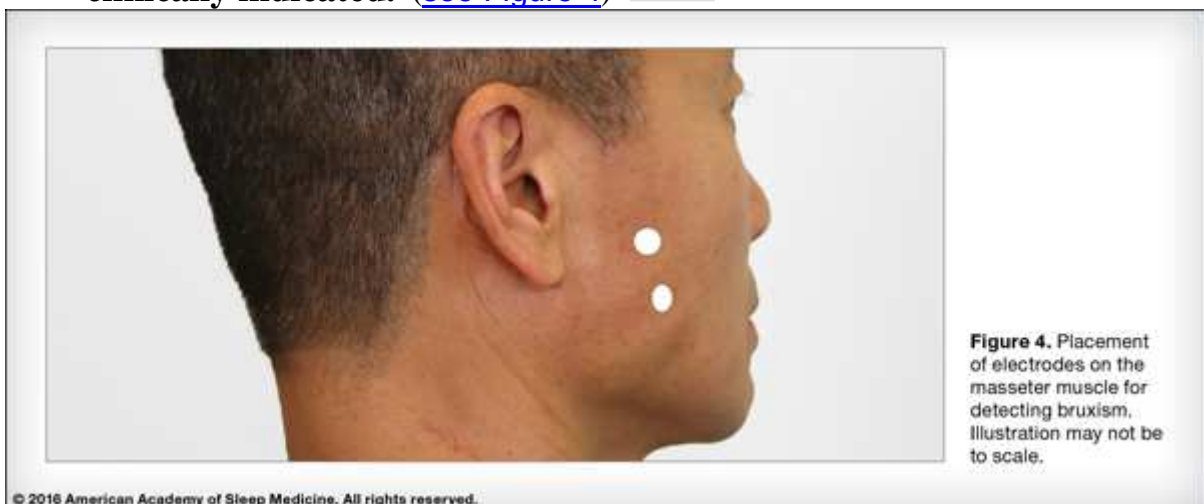 clinically indicated. (see Figure 4)
Figure 4. Placement
of electrodes on the
masseter muscle for
detecting bruxism.
Illustration may not be
to scale.
© 2016 American Academy of Sleep Medicine. All rights reserved.